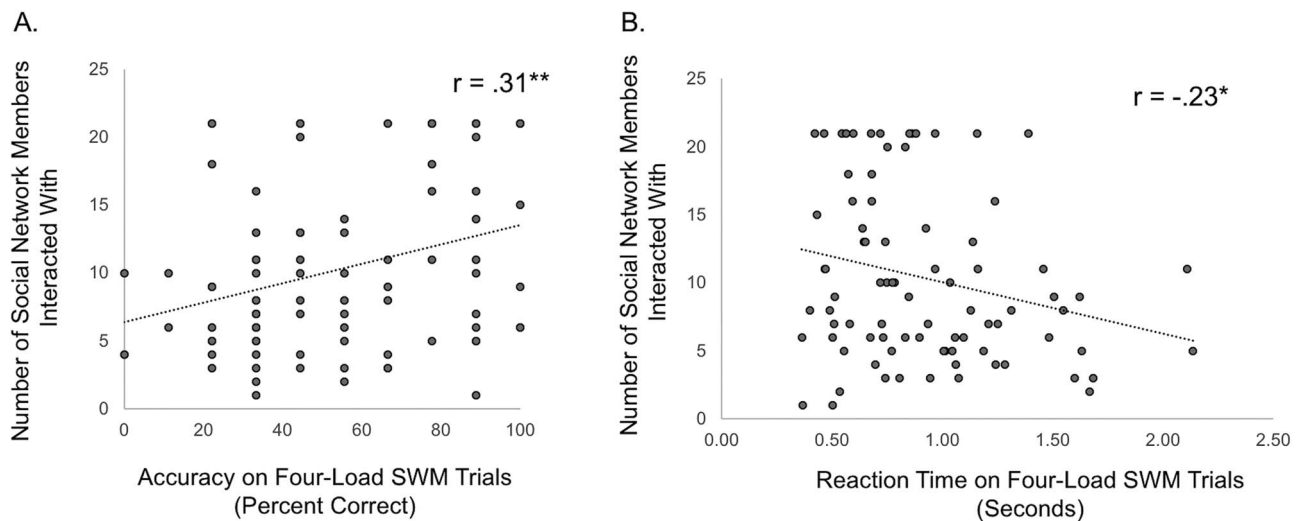 A.
r = .31**
Number of Social Network Members
Interacted With
25
20
15
10
5
0
0 20 40 60 80 100
Accuracy on Four-Load SWM Trials
(Percent Correct)
B.
r = -.23*
Number of Social Network Members
Interacted With
25
20
15
10
5
0
0.00 0.50 1.00 1.50 2.00 2.50
Reaction Time on Four-Load SWM Trials
(Seconds)